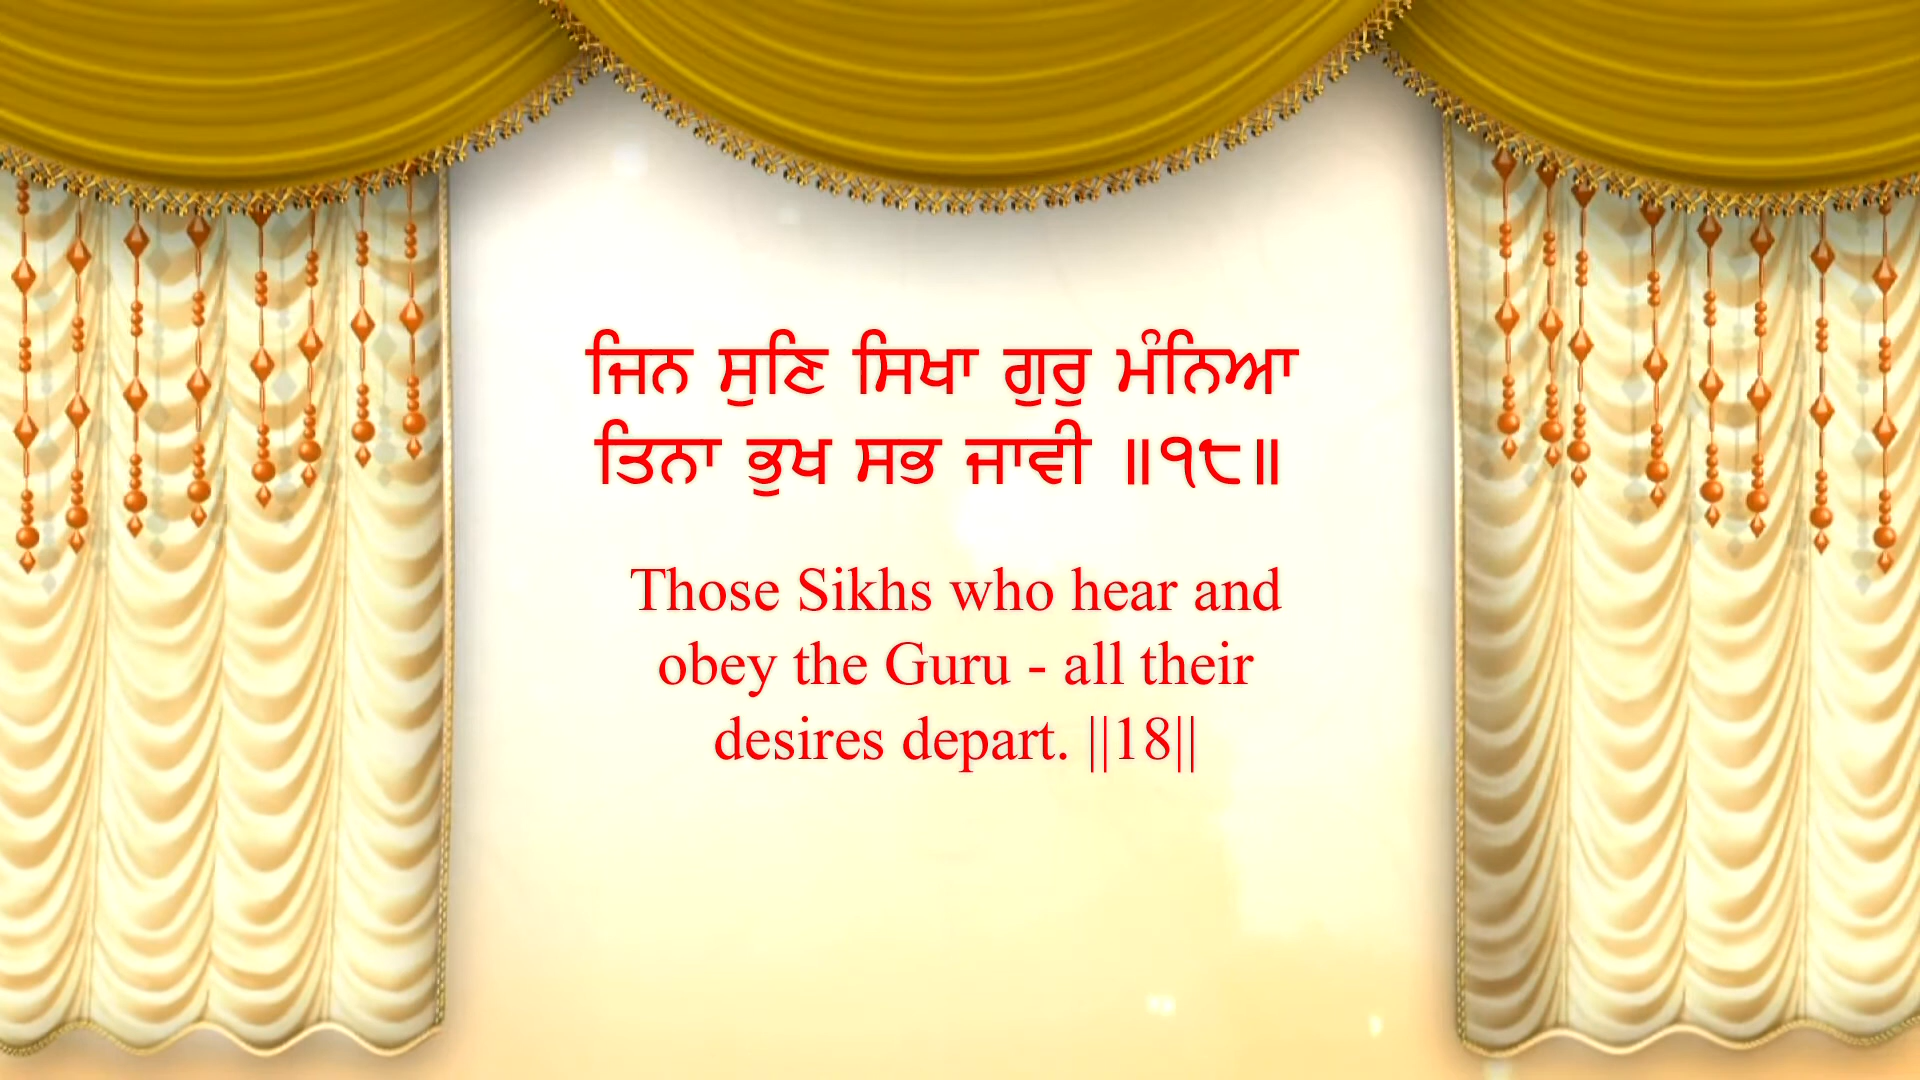 ਜਿਨ ਸੁਣਿ ਸਿਖਾ ਗੁਰੁ ਮੰਨਿਆ
ਤਿਨਾ ਭੁਖ ਸਭ ਜਾਵੀ ॥੧੮॥
Those Sikhs who hear and
obey the Guru - all their
desires depart. ||18||